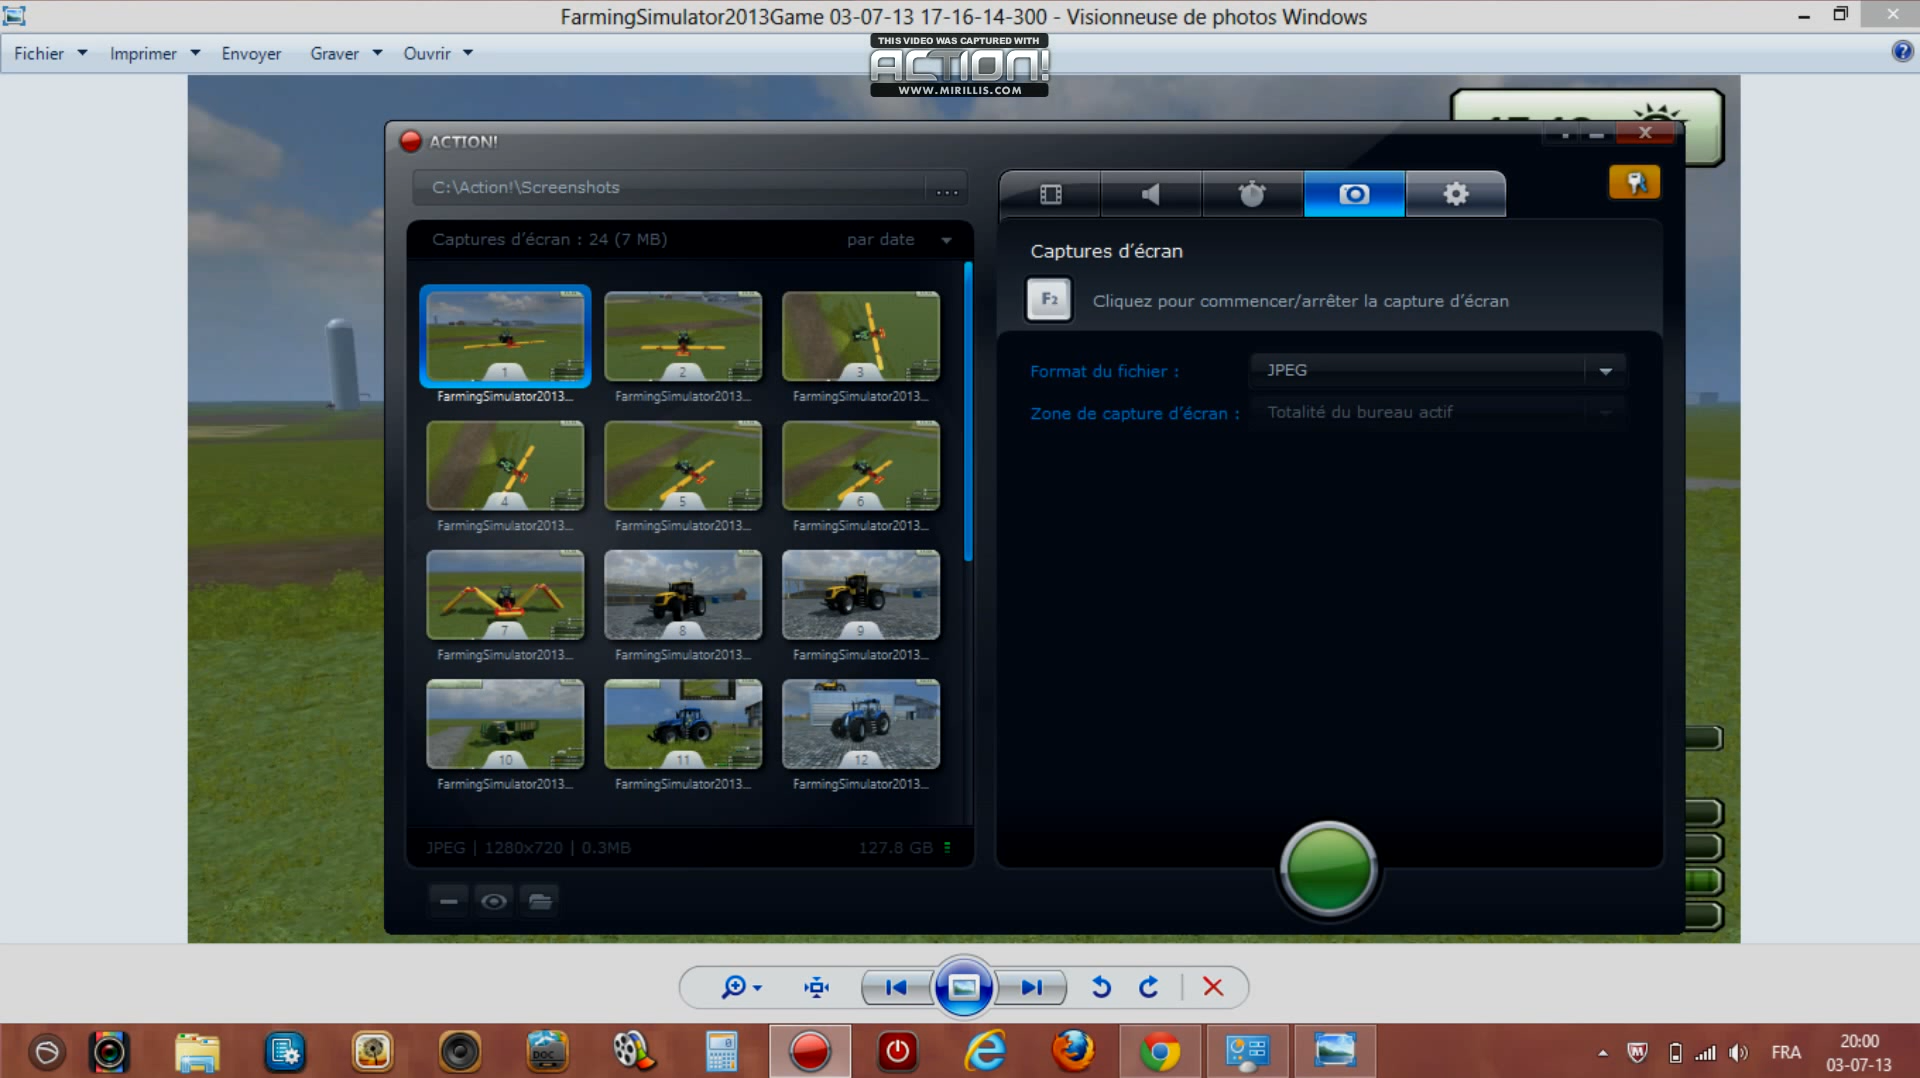 FarmingSimulator2013Game 03-07-13 17-16-14-300 - Visionneuse de photos Windows
Fichier Imprimer Envoyer Graver Ouvrir
THIS VIDEO WAS CAPTURED WITH
ACTION!
WWW.MIRILLIS.COM
ACTION!
C:\Action!\Screenshots ...
Captures d'écran : 24 (7 MB) par date
1 2 3
FarmingSimulator2013... FarmingSimulator2013... FarmingSimulator2013...
4 5 6
FarmingSimulator2013... FarmingSimulator2013... FarmingSimulator2013...
7 8 9
FarmingSimulator2013... FarmingSimulator2013... FarmingSimulator2013...
10 11 12
FarmingSimulator2013... FarmingSimulator2013... FarmingSimulator2013...
JPEG | 1280x720 | 0.3MB 127.8 GB
Captures d'écran
F2 Cliquez pour commencer/arrêter la capture d'écran
Format du fichier : JPEG
Zone de capture d'écran : Totalité du bureau actif
DOC
FRA
20:00
03-07-13